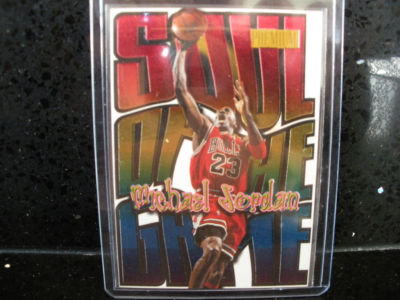 SOUL
PREMIUM
OF THE
BULLS
23
Michael Jordan
GAME